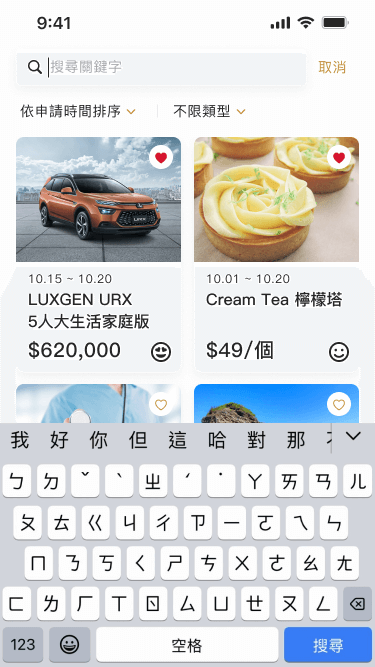 9:41
搜尋關鍵字
取消
依申請時間排序
不限類型
10.15 ~ 10.20
LUXGEN URX
5人大生活家庭版
$620,000
10.01 ~ 10.20
Cream Tea 檸檬塔
$49/個
我 好 你 但 這 哈 對 那
ㄅ ㄉ ˇ ˋ ㄓ ˊ ˙ ㄚ ㄞ ㄢ ㄦ
ㄆ ㄊ ㄍ ㄐ ㄔ ㄗ ㄧ ㄛ ㄟ ㄣ
ㄇ ㄋ ㄎ ㄑ ㄕ ㄘ ㄨ ㄜ ㄠ ㄤ
ㄈ ㄌ ㄏ ㄒ ㄖ ㄙ ㄩ ㄝ ㄡ ㄥ
123
空格
搜尋